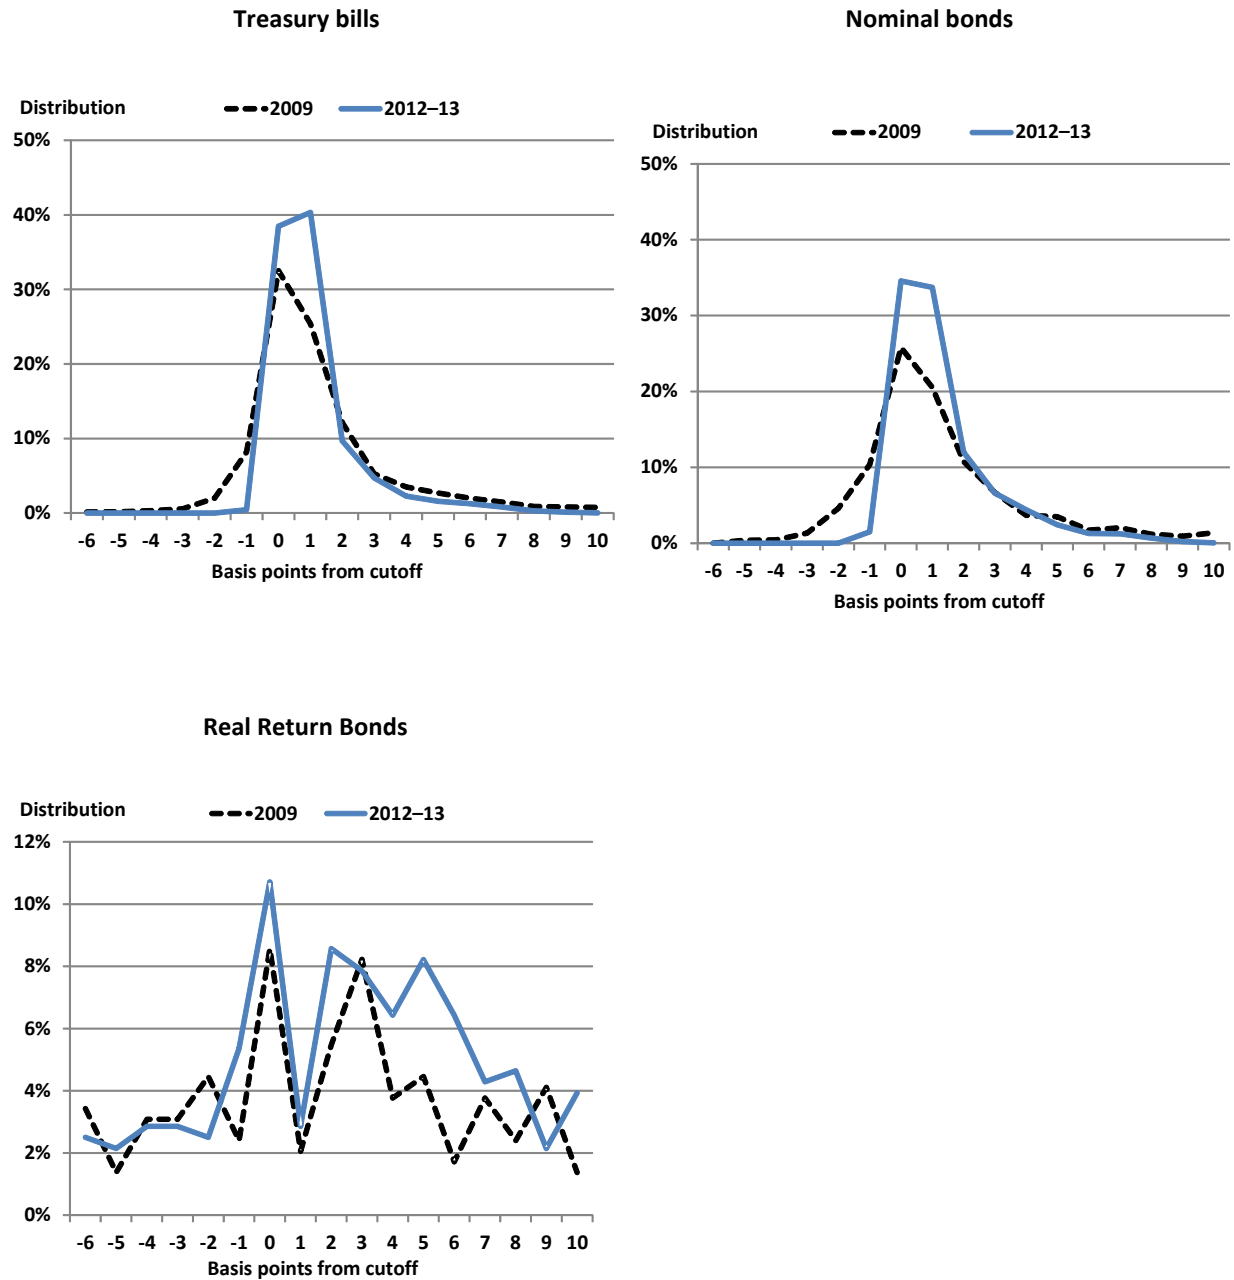 Treasury bills
Distribution
2009 2012–13
50%
40%
30%
20%
10%
0%
-6 -5 -4 -3 -2 -1 0 1 2 3 4 5 6 7 8 9 10
Basis points from cutoff
Nominal bonds
Distribution
2009 2012–13
50%
40%
30%
20%
10%
0%
-6 -5 -4 -3 -2 -1 0 1 2 3 4 5 6 7 8 9 10
Basis points from cutoff
Real Return Bonds
Distribution
2009 2012–13
12%
10%
8%
6%
4%
2%
0%
-6 -5 -4 -3 -2 -1 0 1 2 3 4 5 6 7 8 9 10
Basis points from cutoff